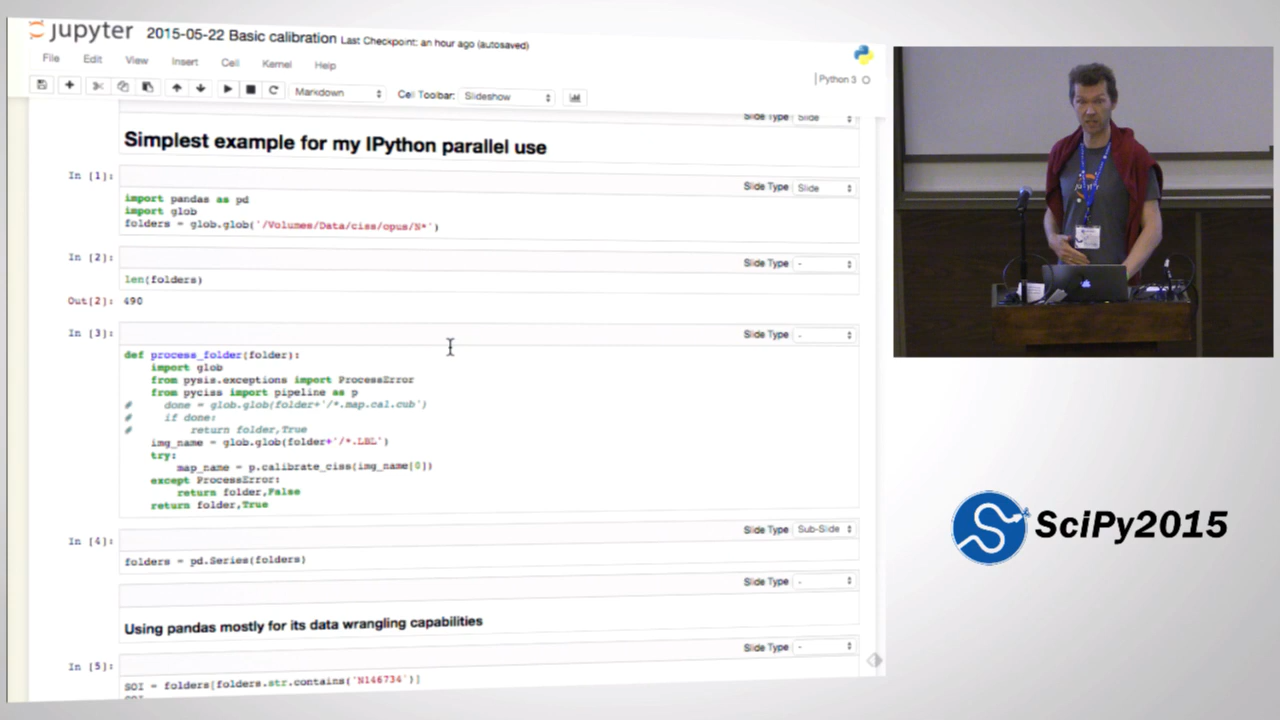 jupyter 2015-05-22 Basic calibration Last Checkpoint: an hour ago (autosaved)
File Edit View Insert Cell Kernel Help
Python 3
Markdown Cell Toolbar: Slideshow
Slide Type Slide
Simplest example for my IPython parallel use
In [1]:
Slide Type Slide
import pandas as pd
import glob
folders = glob.glob('/Volumes/Data/ciss/opus/N*')
In [2]:
Slide Type -
len(folders)
Out[2]: 490
In [3]:
Slide Type -
def process_folder(folder):
import glob
from pysis.exceptions import ProcessError
from pyciss import pipeline as p
# done = glob.glob(folder+'/*.map.cal.cub')
# if done:
# return folder,True
img_name = glob.glob(folder+'/*.LBL')
try:
map_name = p.calibrate_ciss(img_name[0])
except ProcessError:
return folder,False
return folder,True
In [4]:
Slide Type Sub-Slide
folders = pd.Series(folders)
Slide Type -
Using pandas mostly for its data wrangling capabilities
Slide Type -
In [5]:
SOI = folders[folders.str.contains('N146734')]
jupyter
SciPy2015